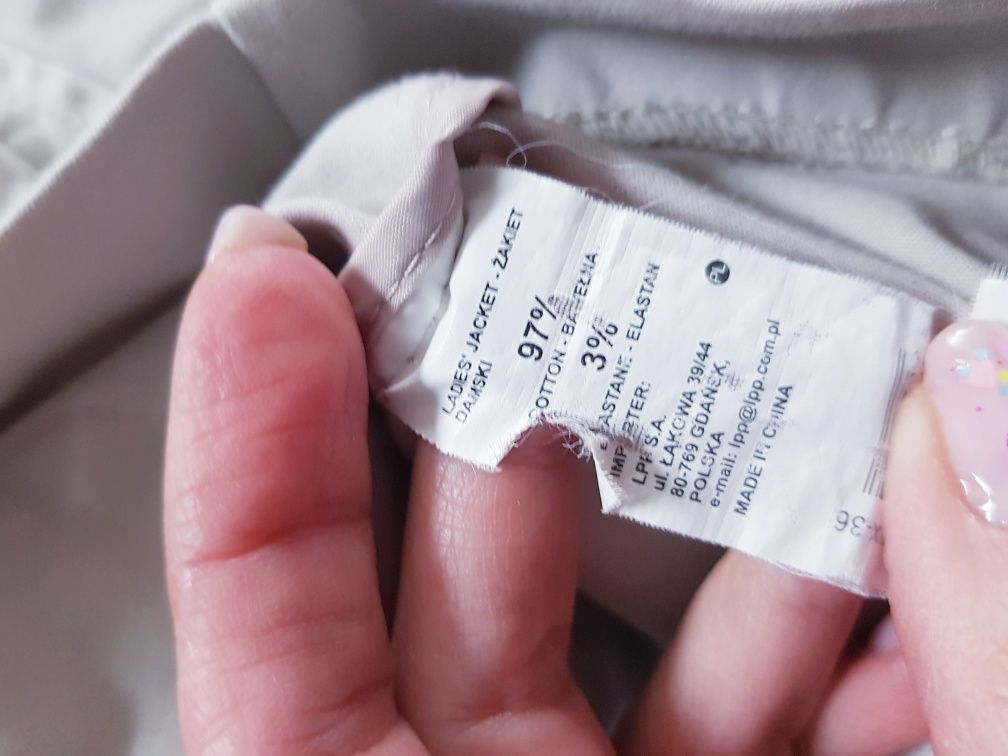 LADIES' JACKET - ŻAKIET
DAMSKI
97%
COTTON - BAWEŁNA
3%
ELASTANE - ELASTAN
IMPORTER:
LPP S.A.
ul. ŁĄKOWA 39/44
80-769 GDAŃSK,
POLSKA
e-mail: lpp@lpp.com.pl
MADE IN CHINA
PL